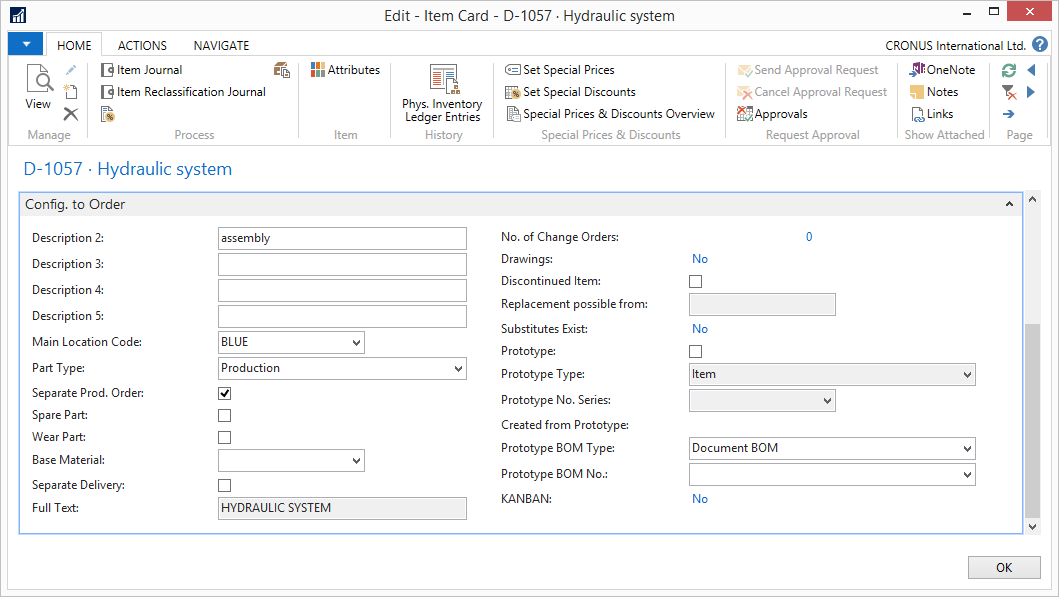 Edit - Item Card - D-1057 · Hydraulic system
HOME ACTIONS NAVIGATE CRONUS International Ltd. ?
View
Manage
Item Journal
Item Reclassification Journal
Process
Attributes
Item
Phys. Inventory
Ledger Entries
History
Set Special Prices
Set Special Discounts
Special Prices & Discounts Overview
Special Prices & Discounts
Send Approval Request
Cancel Approval Request
Approvals
Request Approval
OneNote
Notes
Links
Show Attached
Page
D-1057 · Hydraulic system
Config. to Order
Description 2: assembly
Description 3:
Description 4:
Description 5:
Main Location Code: BLUE
Part Type: Production
Separate Prod. Order:
Spare Part:
Wear Part:
Base Material:
Separate Delivery:
Full Text: HYDRAULIC SYSTEM
No. of Change Orders: 0
Drawings: No
Discontinued Item:
Replacement possible from:
Substitutes Exist: No
Prototype:
Prototype Type: Item
Prototype No. Series:
Created from Prototype:
Prototype BOM Type: Document BOM
Prototype BOM No.:
KANBAN: No
OK